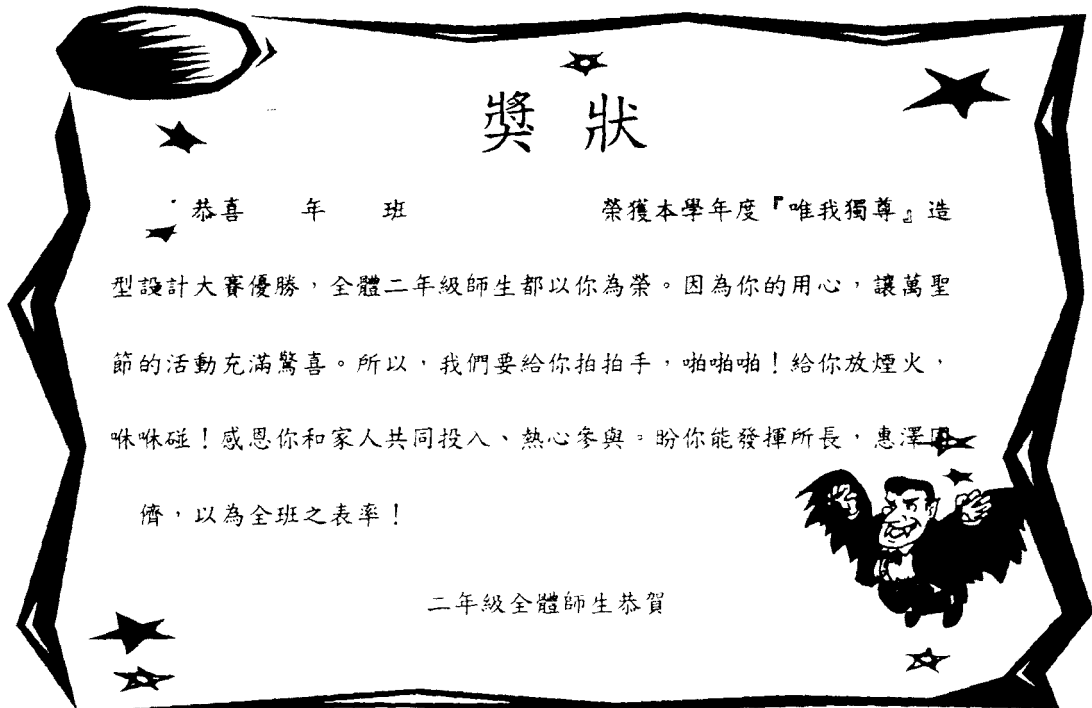 獎 狀
恭喜 年 班 榮獲本學年度『唯我獨尊』造
型設計大賽優勝，全體二年級師生都以你為榮。因為你的用心，讓萬聖
節的活動充滿驚喜。所以，我們要給你拍拍手，啪啪啪！給你放煙火，
咻咻碰！感恩你和家人共同投入、熱心參與。盼你能發揮所長，惠澤同
儕，以為全班之表率！
二年級全體師生恭賀